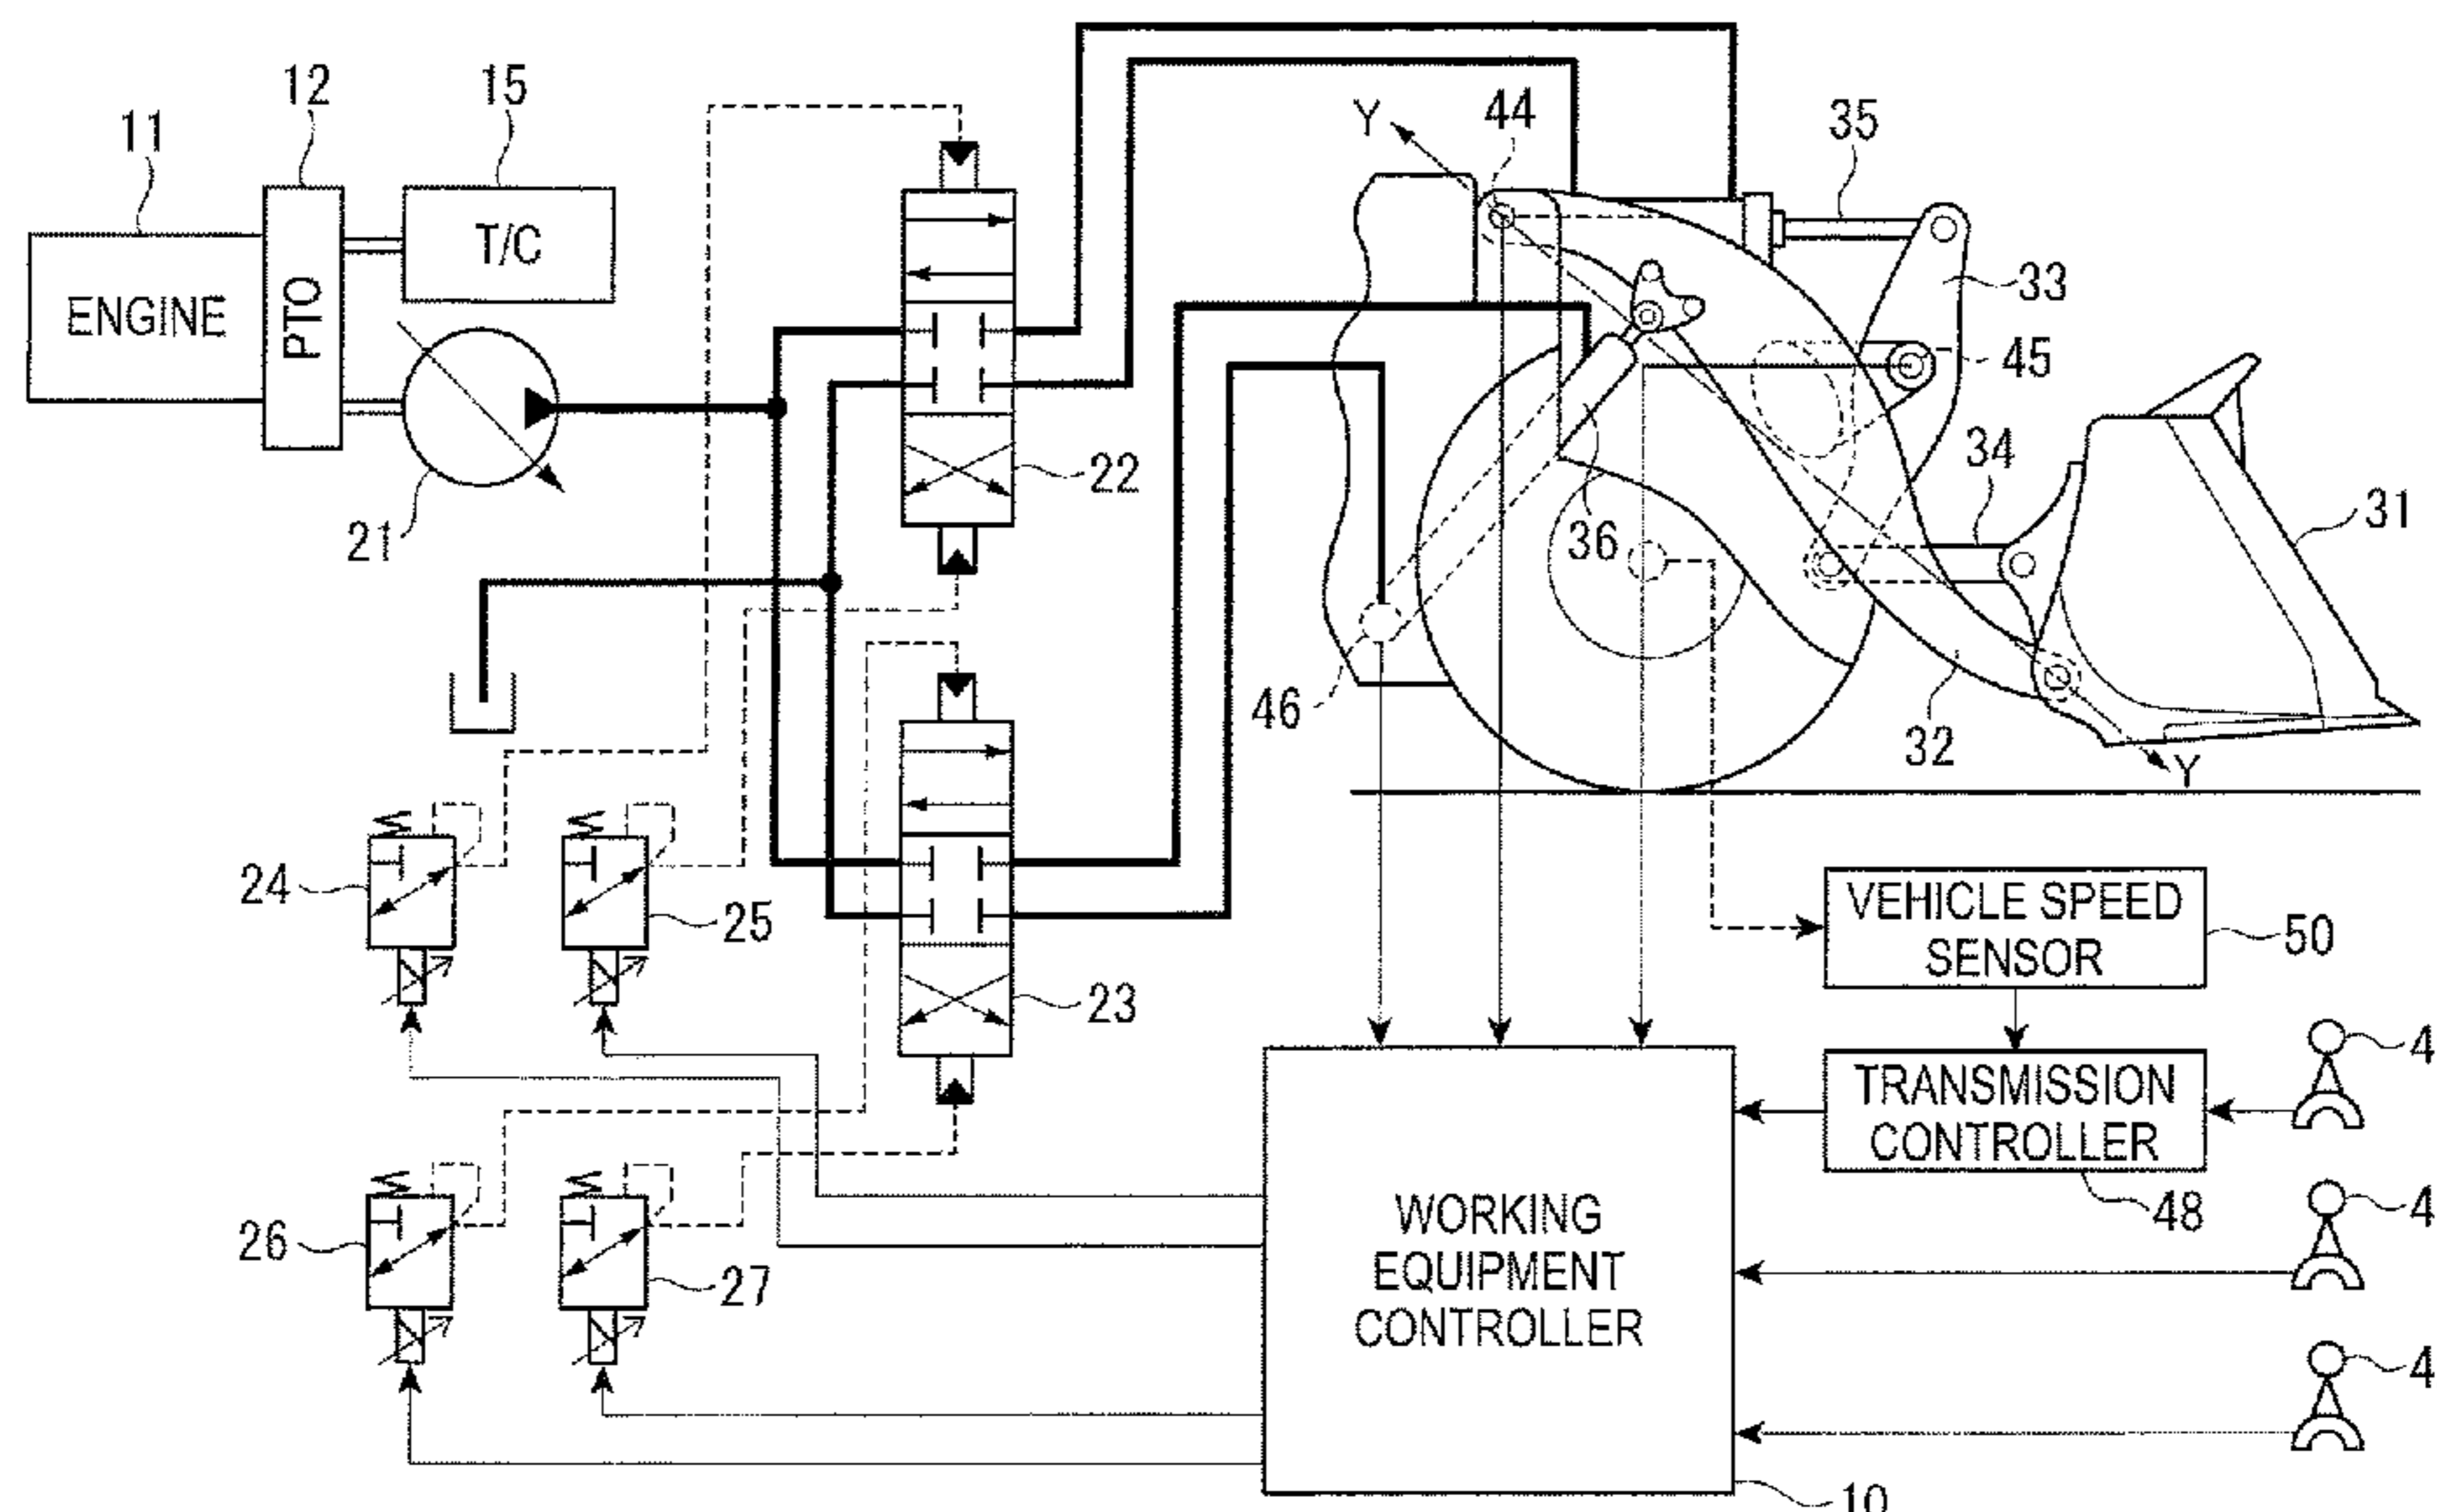 11
12
15
ENGINE
PTO
T/C
21
22
23
24
25
26
27
Y
44
35
33
45
34
31
36
46
32
Y
VEHICLE SPEED
SENSOR
50
TRANSMISSION
CONTROLLER
48
4
4
4
WORKING
EQUIPMENT
CONTROLLER
10